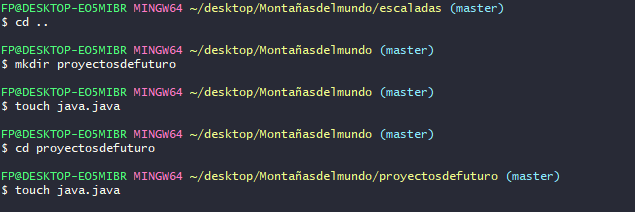 FP@DESKTOP-EO5MIBR MINGW64 ~/desktop/Montañasdelmundo/escaladas (master)
$ cd ..
FP@DESKTOP-EO5MIBR MINGW64 ~/desktop/Montañasdelmundo (master)
$ mkdir proyectosdefuturo
FP@DESKTOP-EO5MIBR MINGW64 ~/desktop/Montañasdelmundo (master)
$ touch java.java
FP@DESKTOP-EO5MIBR MINGW64 ~/desktop/Montañasdelmundo (master)
$ cd proyectosdefuturo
FP@DESKTOP-EO5MIBR MINGW64 ~/desktop/Montañasdelmundo/proyectosdefuturo (master)
$ touch java.java